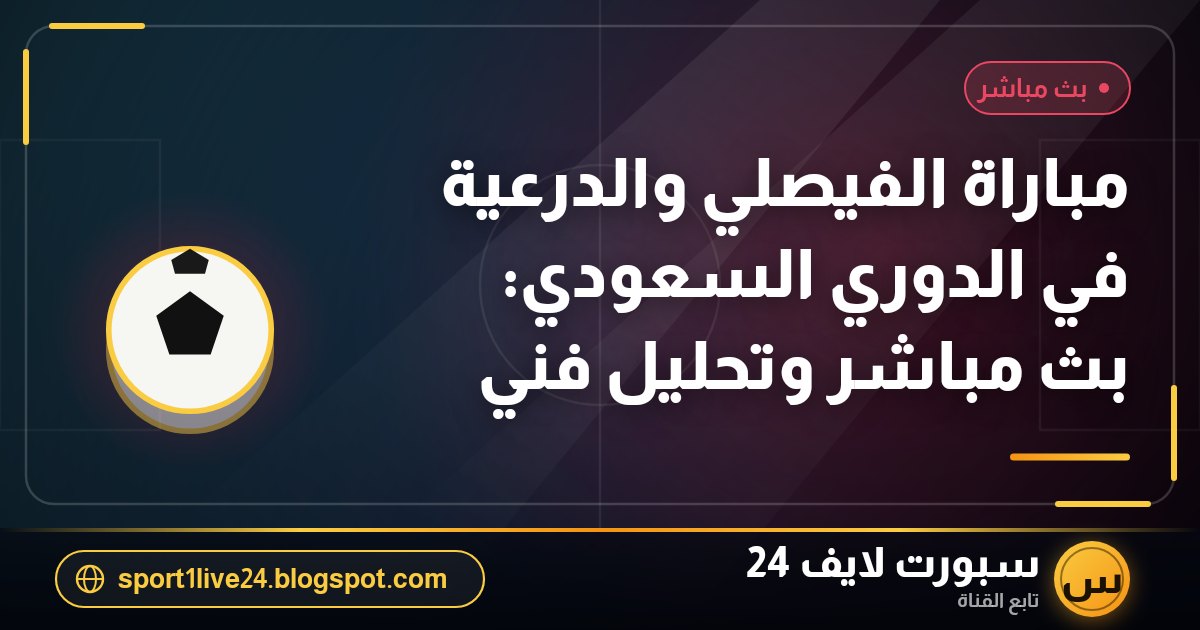 بث مباشر
مباراة الفيصلي والدرعية
في الدوري السعودي:
بث مباشر وتحليل فني
سبورت لايف 24
تابع القناة
س
sport1live24.blogspot.com